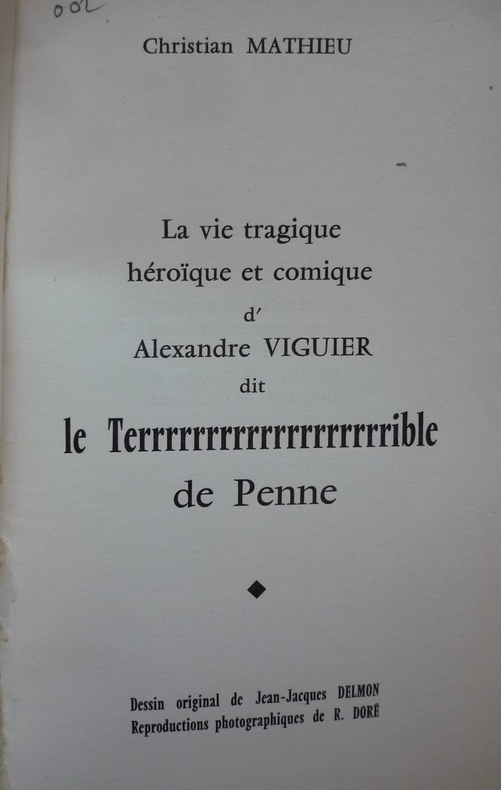 002
Christian MATHIEU
La vie tragique
héroïque et comique
d'
Alexandre VIGUIER
dit
le Terrrrrrrrrrrrrrrrrrrible
de Penne
Dessin original de Jean-Jacques DELMON
Reproductions photographiques de R. DORÉ